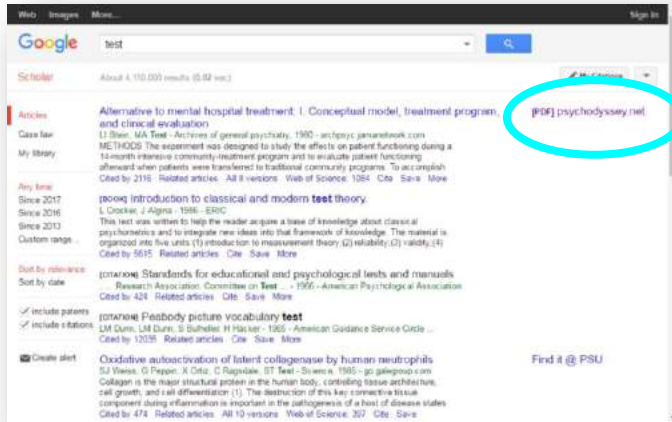 Web Images More... Sign in
Google test
Scholar About 4,110,000 results (0.02 sec) My Citations
Articles
Case law
My library
Any time
Since 2017
Since 2016
Since 2013
Custom range...
Sort by relevance
Sort by date
include patents
include citations
Create alert
Alternative to mental hospital treatment: I. Conceptual model, treatment program,
and clinical evaluation
LI Stein, MA Test - Archives of general psychiatry, 1980 - archpsyc.jamanetwork.com
METHODS The experiment was designed to study the effects on patient functioning during a
14-month intensive community-treatment program and to evaluate patient functioning
afterward when patients were transferred to traditional community programs. To accomplish
Cited by 2116 Related articles All 8 versions Web of Science: 1084 Cite Save More
[PDF] psychodyssey.net
[BOOK] Introduction to classical and modern test theory.
L Crocker, J Algina - 1986 - ERIC
This text was written to help the reader acquire a base of knowledge about classical
psychometrics and to integrate new ideas into that framework of knowledge. The material is
organized into five units: (1) introduction to measurement theory; (2) reliability; (3) validity; (4)
Cited by 5615 Related articles Cite Save More
[CITATION] Standards for educational and psychological tests and manuals
... Research Association. Committee on Test ... - 1966 - American Psychological Association
Cited by 424 Related articles Cite Save More
[CITATION] Peabody picture vocabulary test
LM Dunn, LM Dunn, S Bulheller, H Häcker - 1965 - American Guidance Service Circle ...
Cited by 12035 Related articles Cite Save More
Oxidative autoactivation of latent collagenase by human neutrophils
SJ Weiss, G Peppin, X Ortiz, C Ragsdale, ST Test - Science, 1985 - go.galegroup.com
Collagen is the major structural protein in the human body, controlling tissue architecture,
cell growth, and cell differentiation (1). The destruction of this key connective tissue
component during inflammation is important in the pathogenesis of a host of disease states
Cited by 474 Related articles All 10 versions Web of Science: 397 Cite Save
Find it @ PSU